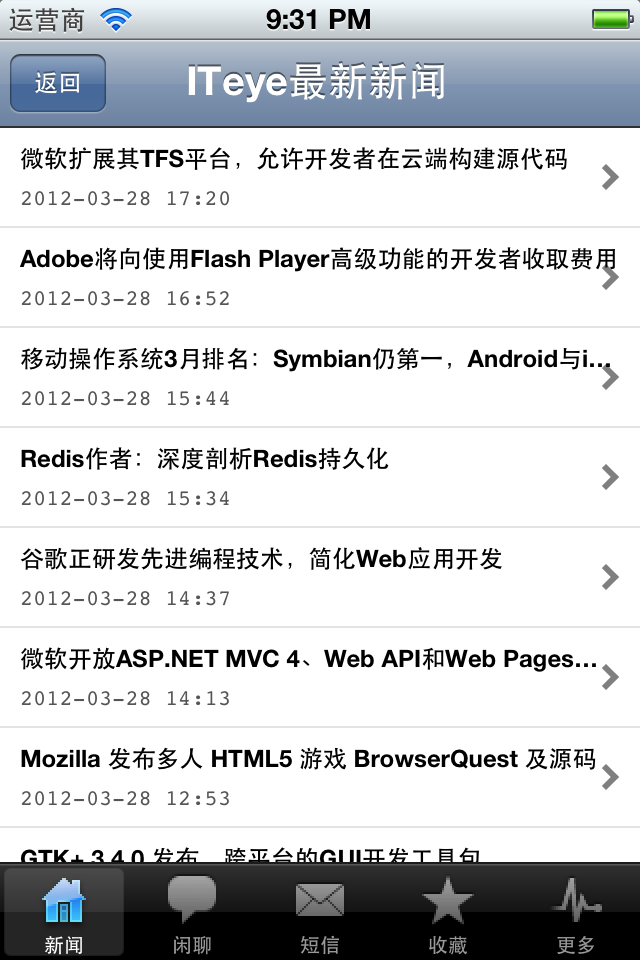 运营商 9:31 PM
返回 ITeye最新新闻
微软扩展其TFS平台，允许开发者在云端构建源代码
2012-03-28 17:20
Adobe将向使用Flash Player高级功能的开发者收取费用
2012-03-28 16:52
移动操作系统3月排名：Symbian仍第一，Android与i...
2012-03-28 15:44
Redis作者：深度剖析Redis持久化
2012-03-28 15:34
谷歌正研发先进编程技术，简化Web应用开发
2012-03-28 14:37
微软开放ASP.NET MVC 4、Web API和Web Pages...
2012-03-28 14:13
Mozilla 发布多人 HTML5 游戏 BrowserQuest 及源码
2012-03-28 12:53
GTK+ 3.4.0 发布，跨平台的GUI开发工具包
新闻 闲聊 短信 收藏 更多